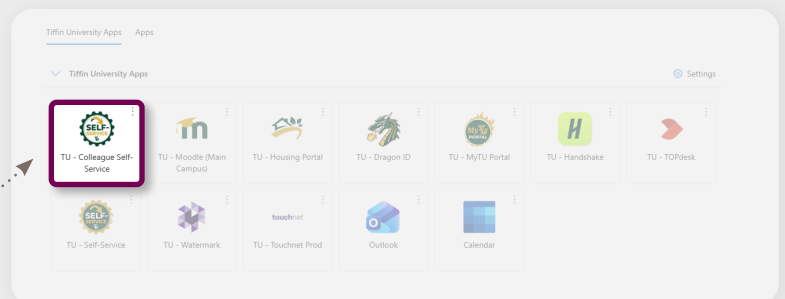 Tiffin University Apps Apps
Tiffin University Apps
Settings
SELF-
SERVICE
TU - Colleague Self-
Service
TU - Moodle (Main
Campus)
TU - Housing Portal
TU - Dragon ID
MyTU
PORTAL
TU - MyTU Portal
H
TU - Handshake
TU - TOPdesk
SELF-
SERVICE
TU - Self-Service
TU - Watermark
touchnet
TU - Touchnet Prod
Outlook
Calendar